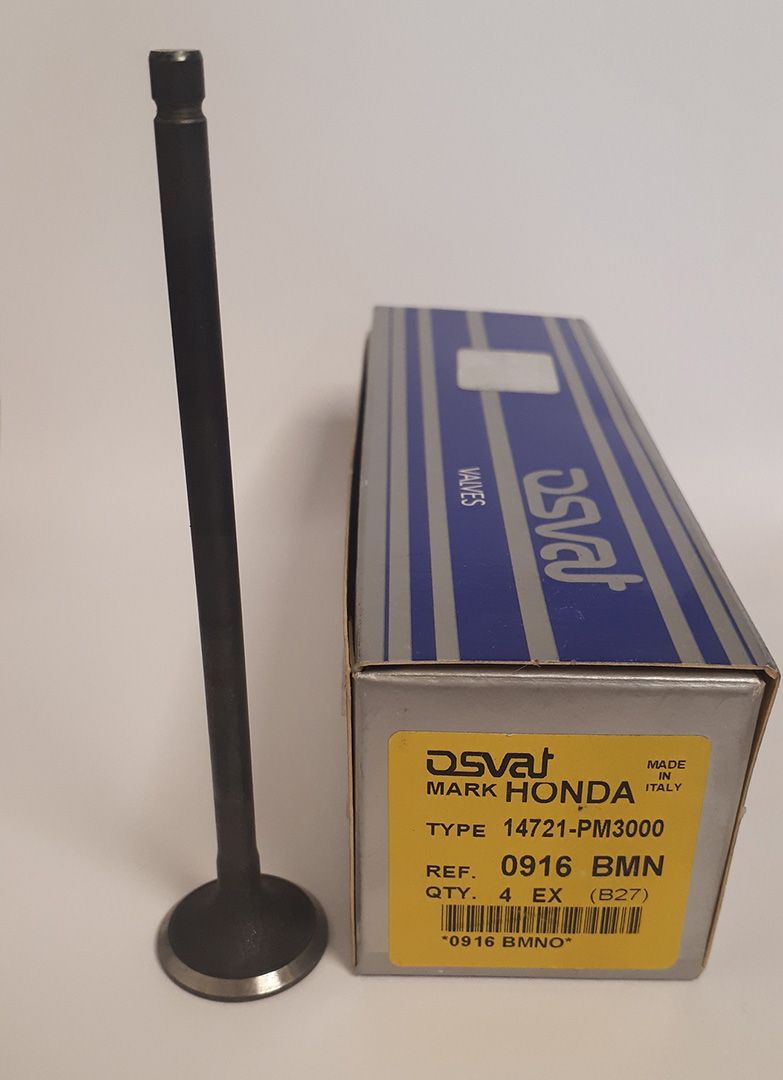 VALVES
osvat
osvat
MADE
IN
ITALY
MARK HONDA
TYPE 14721-PM3000
REF. 0916 BMN
QTY. 4 EX (B27)
*0916 BMNO*